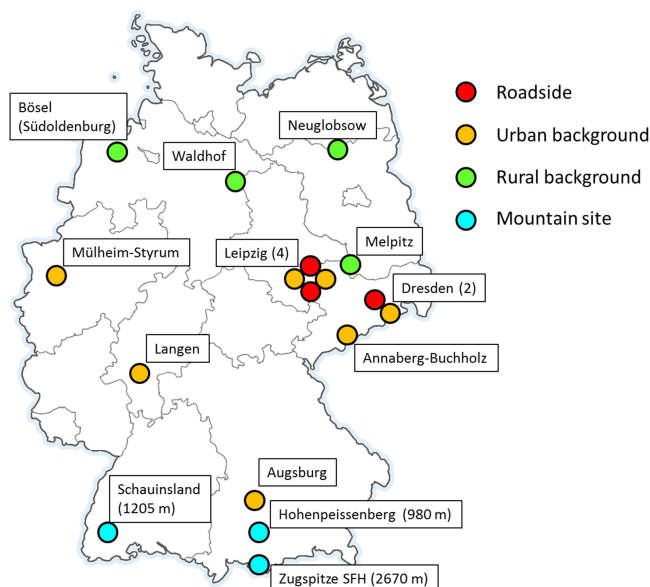 Bösel
(Südoldenburg)
Neuglobsow
Waldhof
Mülheim-Styrum
Leipzig (4)
Melpitz
Dresden (2)
Langen
Annaberg-Buchholz
Augsburg
Schauinsland
(1205 m)
Hohenpeissenberg (980 m)
Zugspitze SFH (2670 m)
Roadside
Urban background
Rural background
Mountain site